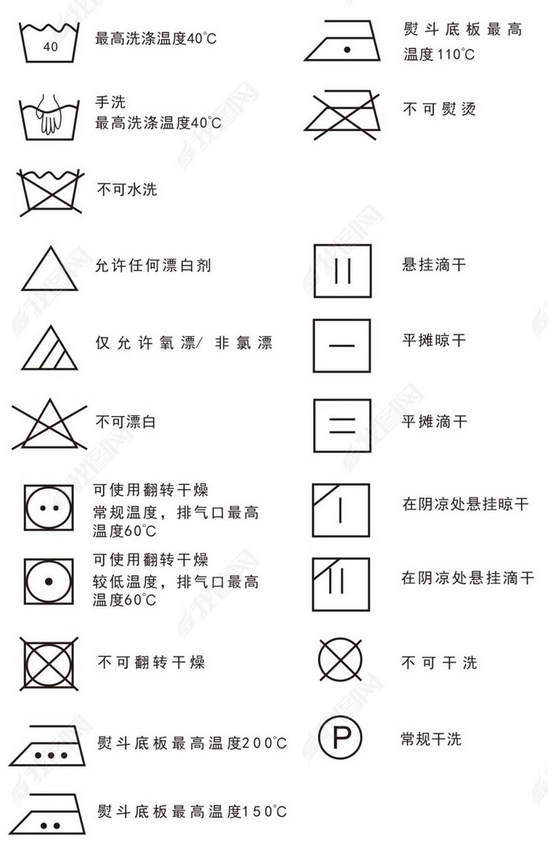 40
最高洗涤温度40℃
手洗
最高洗涤温度40℃
不可水洗
允许任何漂白剂
仅允许氧漂/非氯漂
不可漂白
可使用翻转干燥
常规温度，排气口最高
温度60℃
可使用翻转干燥
较低温度，排气口最高
温度60℃
不可翻转干燥
熨斗底板最高温度200℃
熨斗底板最高温度150℃
熨斗底板最高
温度110℃
不可熨烫
悬挂滴干
平摊晾干
平摊滴干
在阴凉处悬挂晾干
在阴凉处悬挂滴干
不可干洗
P
常规干洗